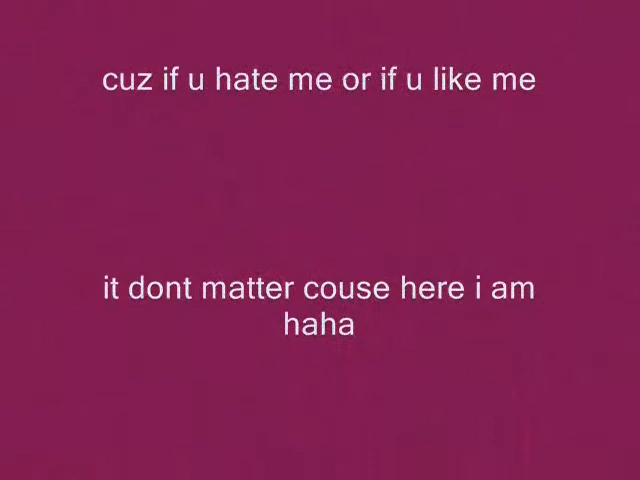 cuz if u hate me or if u like me
it dont matter couse here i am
haha